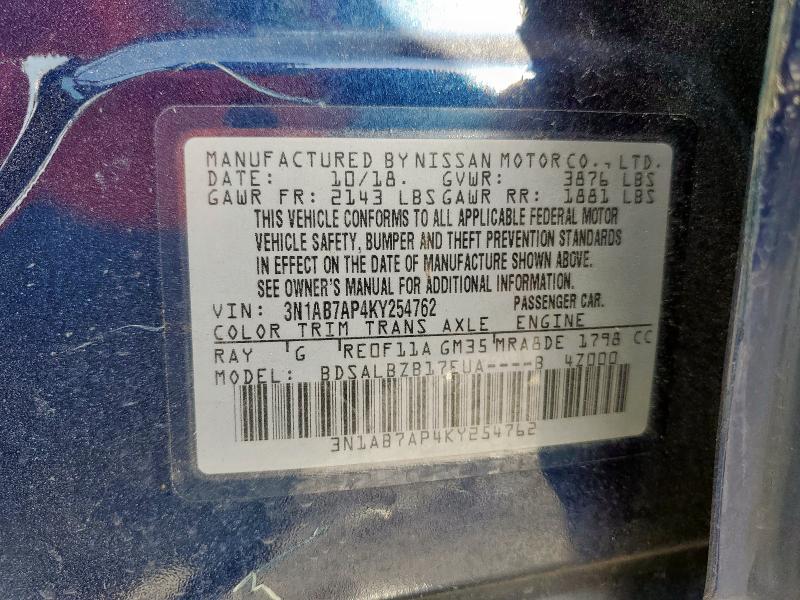 MANUFACTURED BY NISSAN MOTOR CO., LTD.
DATE: 10/18. GVWR: 3876 LBS
GAWR FR: 2143 LBS GAWR RR: 1881 LBS
THIS VEHICLE CONFORMS TO ALL APPLICABLE FEDERAL MOTOR
VEHICLE SAFETY, BUMPER AND THEFT PREVENTION STANDARDS
IN EFFECT ON THE DATE OF MANUFACTURE SHOWN ABOVE.
SEE OWNER'S MANUAL FOR ADDITIONAL INFORMATION.
VIN: 3N1AB7AP4KY254762 PASSENGER CAR.
COLOR TRIM TRANS AXLE ENGINE
RAY G RE0F11A GM35 MRA8DE 1798 CC
MODEL: BDSALBZB17EUA----B 4Z000
3N1AB7AP4KY254762